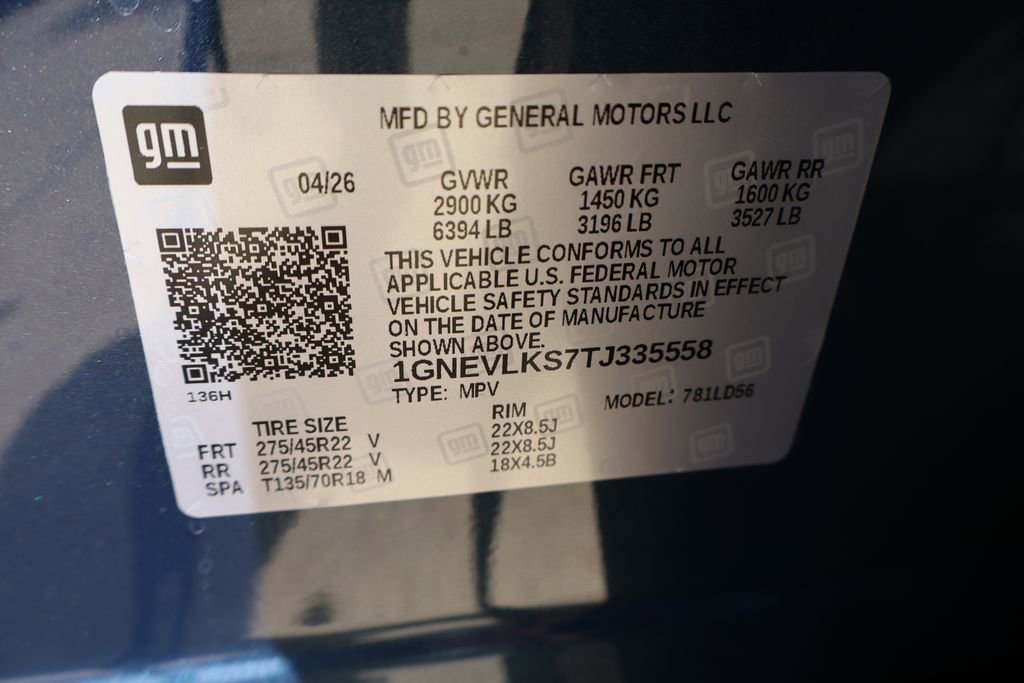 gm
MFD BY GENERAL MOTORS LLC
04/26
GVWR
2900 KG
6394 LB
GAWR FRT
1450 KG
3196 LB
GAWR RR
1600 KG
3527 LB
THIS VEHICLE CONFORMS TO ALL
APPLICABLE U.S. FEDERAL MOTOR
VEHICLE SAFETY STANDARDS IN EFFECT
ON THE DATE OF MANUFACTURE
SHOWN ABOVE.
1GNEVLKS7TJ335558
TYPE: MPV
MODEL: 781LD56
136H
TIRE SIZE
RIM
FRT 275/45R22 V 22X8.5J
RR 275/45R22 V 22X8.5J
SPA T135/70R18 M 18X4.5B